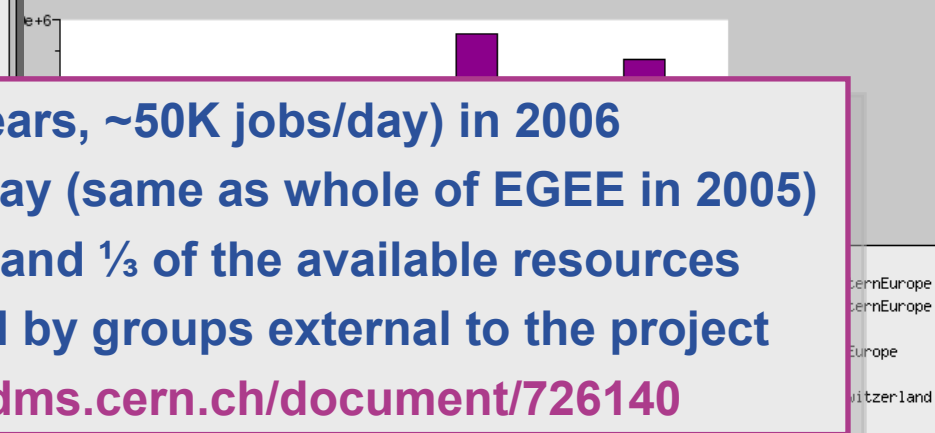 e+6
ears, ~50K jobs/day) in 2006
ay (same as whole of EGEE in 2005)
and ⅓ of the available resources
by groups external to the project
dms.cern.ch/document/726140
ernEurope
ernEurope
Europe
witzerland